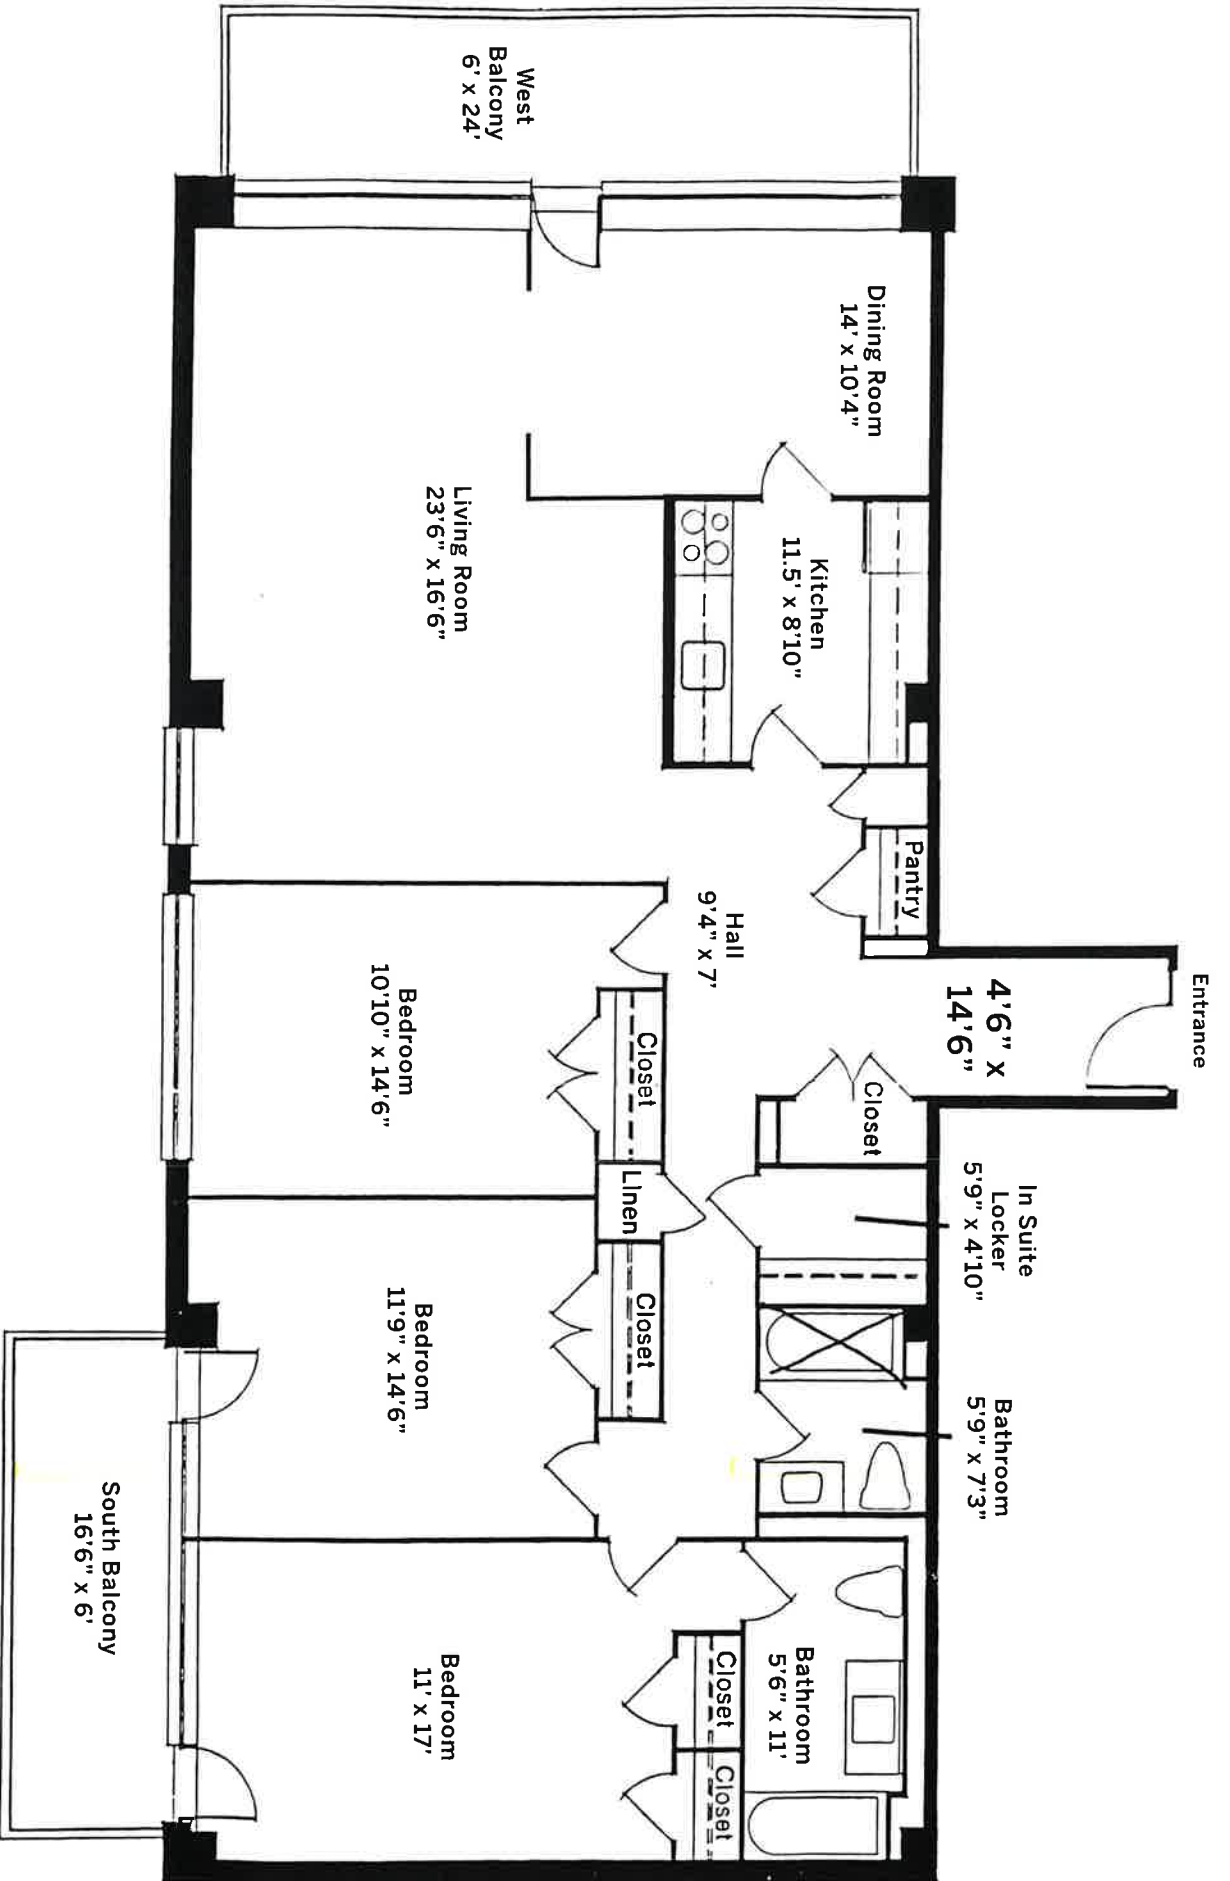 Entrance
4'6" x
14'6"
In Suite
Locker
5'9" x 4'10"
Bathroom
5'9" x 7'3"
Pantry
Closet
Dining Room
14' x 10'4"
Kitchen
11.5' x 8'10"
Hall
9'4" x 7'
Bathroom
5'6" x 11'
Closet
Closet
Closet
LInen
Closet
West
Balcony
6' x 24'
Living Room
23'6" x 16'6"
Bedroom
10'10" x 14'6"
Bedroom
11'9" x 14'6"
Bedroom
11' x 17'
South Balcony
16'6" x 6'